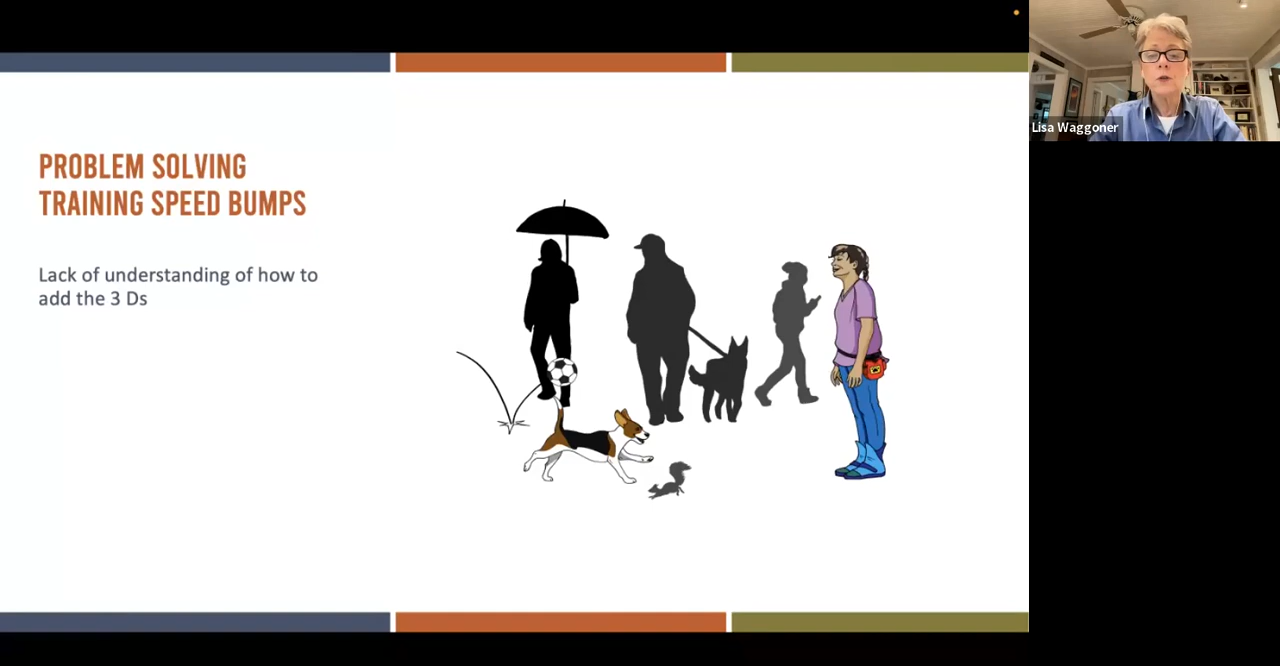 PROBLEM SOLVING
TRAINING SPEED BUMPS
Lack of understanding of how to
add the 3 Ds
Lisa Waggoner